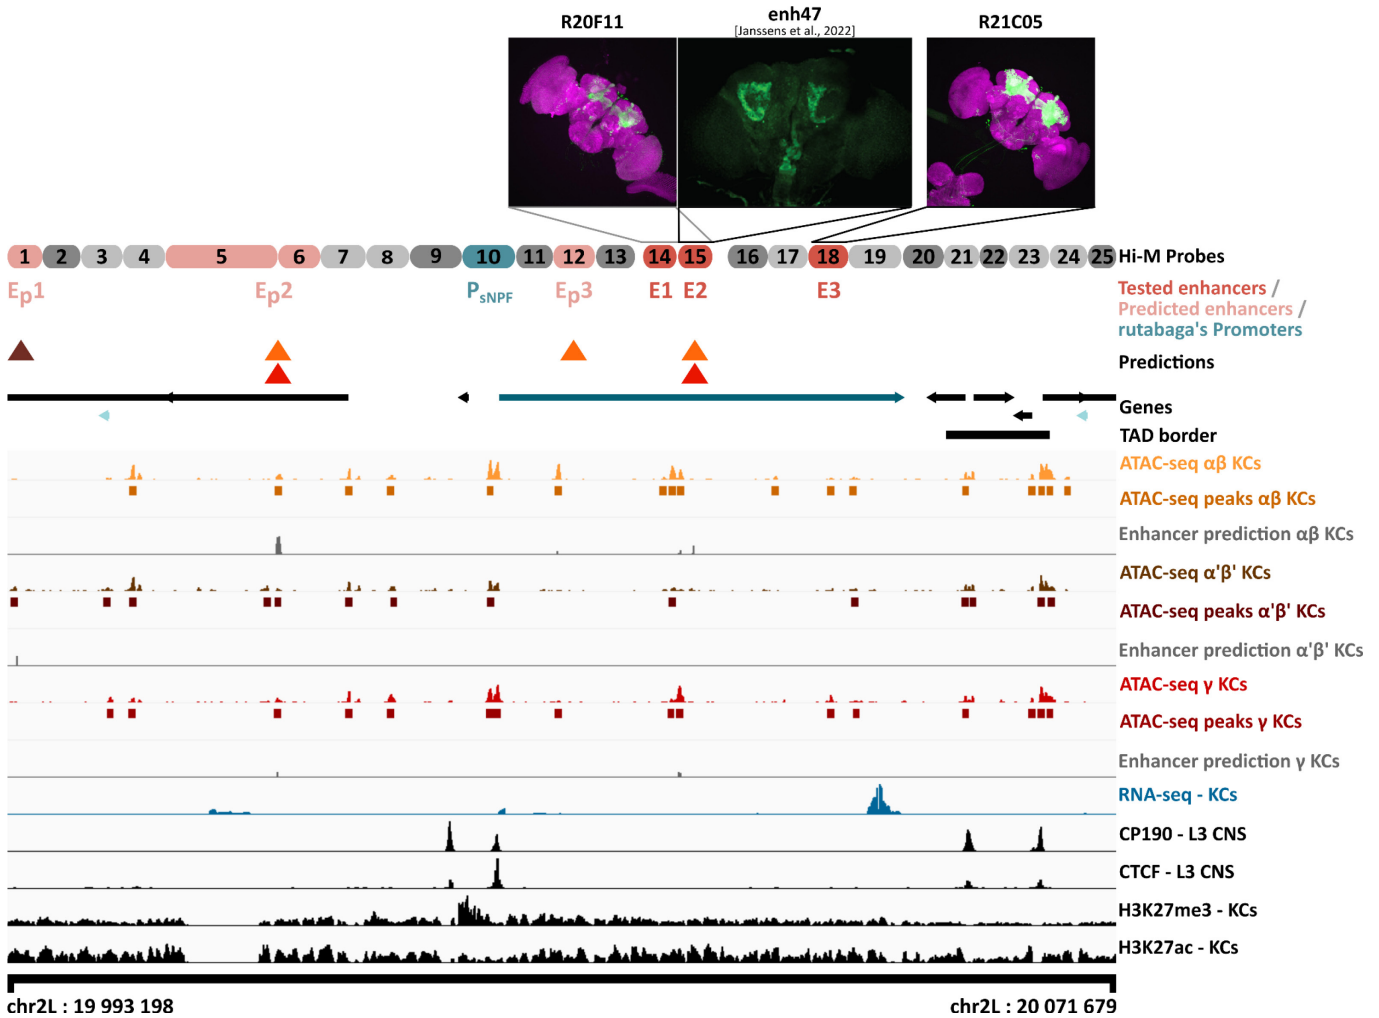 R20F11
enh47
[Janssens et al., 2022]
R21C05
1 2 3 4 5 6 7 8 9 10 11 12 13 14 15 16 17 18 19 20 21 22 23 24 25 Hi-M Probes
Ep1 Ep2 PsNPF Ep3 E1 E2 E3
Tested enhancers /
Predicted enhancers /
rutabaga's Promoters
Predictions
Genes
TAD border
ATAC-seq αβ KCs
ATAC-seq peaks αβ KCs
Enhancer prediction αβ KCs
ATAC-seq α'β' KCs
ATAC-seq peaks α'β' KCs
Enhancer prediction α'β' KCs
ATAC-seq γ KCs
ATAC-seq peaks γ KCs
Enhancer prediction γ KCs
RNA-seq - KCs
CP190 - L3 CNS
CTCF - L3 CNS
H3K27me3 - KCs
H3K27ac - KCs
chr2L : 19 993 198 chr2L : 20 071 679